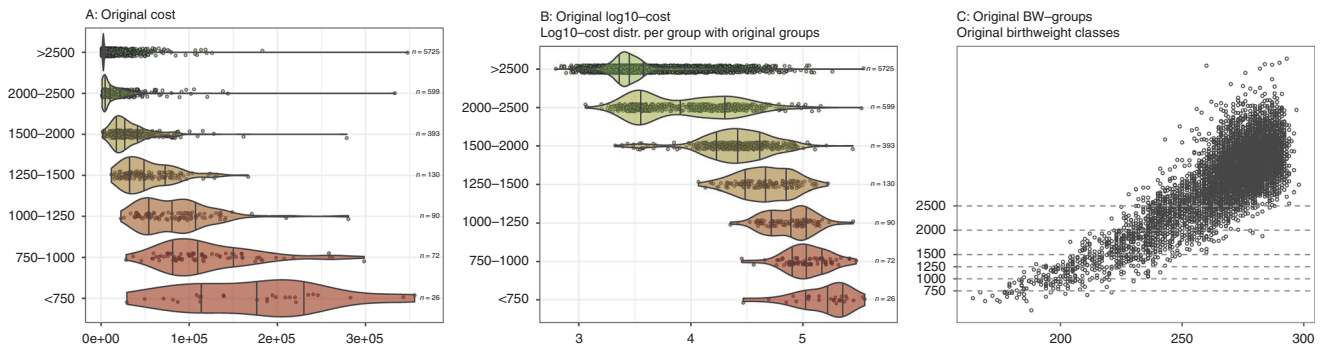 A: Original cost
>2500
2000–2500
1500–2000
1250–1500
1000–1250
750–1000
<750
n = 5725
n = 599
n = 393
n = 130
n = 90
n = 72
n = 26
0e+00 1e+05 2e+05 3e+05
B: Original log10–cost
Log10–cost distr. per group with original groups
>2500
2000–2500
1500–2000
1250–1500
1000–1250
750–1000
<750
n = 5725
n = 599
n = 393
n = 130
n = 90
n = 72
n = 26
3 4 5
C: Original BW–groups
Original birthweight classes
2500
2000
1500
1250
1000
750
200 250 300